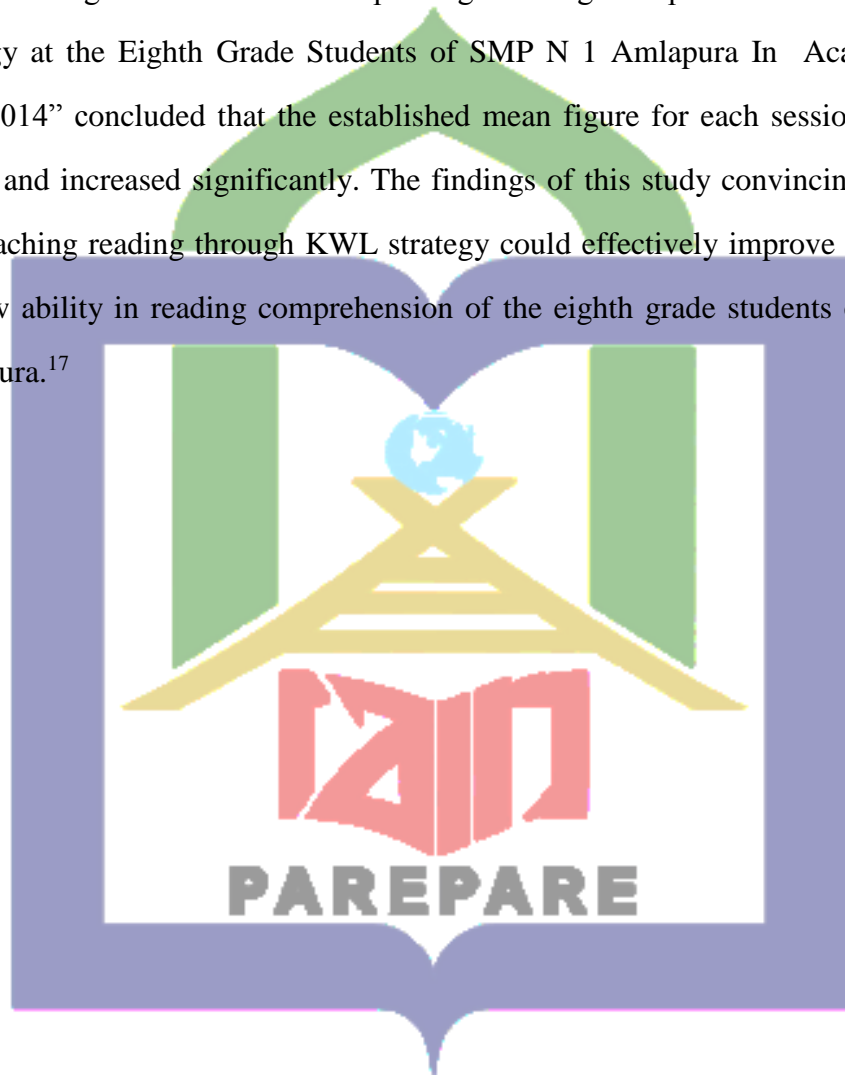 gy at the Eighth Grade Students of SMP N 1 Amlapura In Aca
014” concluded that the established mean figure for each sessio
and increased significantly. The findings of this study convincin
aching reading through KWL strategy could effectively improve
ability in reading comprehension of the eighth grade students
ura.17
iain
PAREPARE